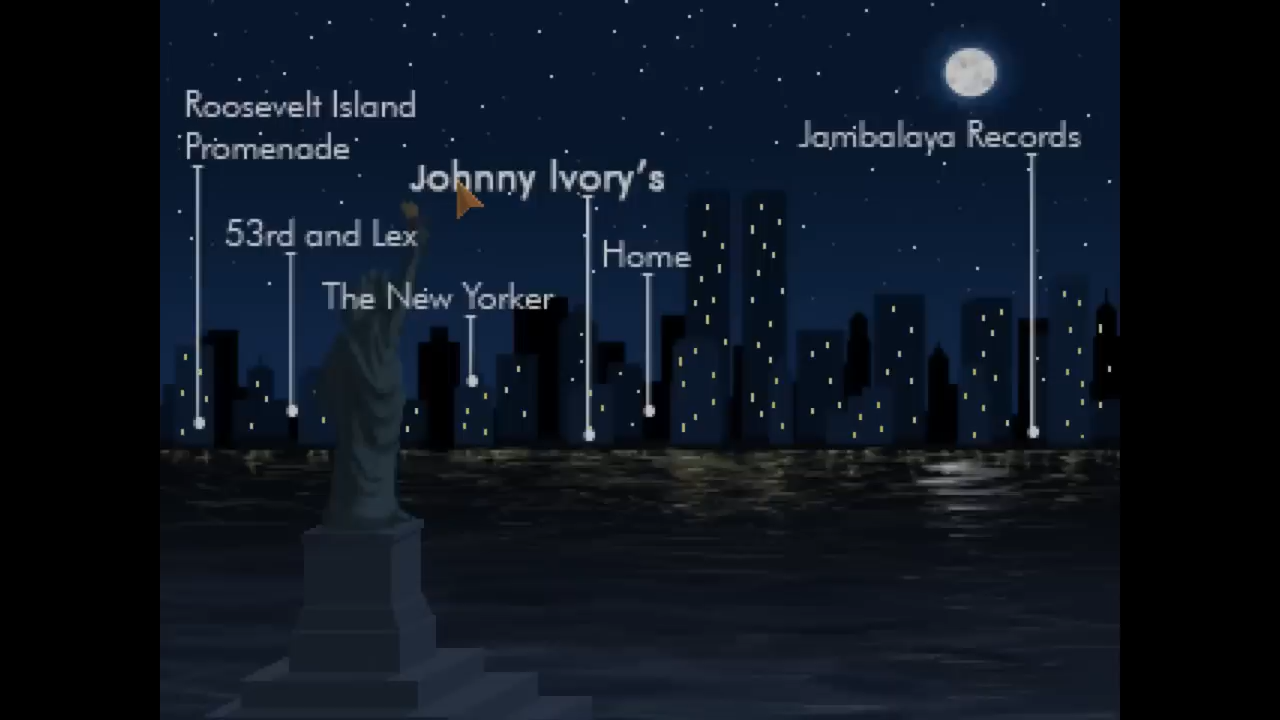 Roosevelt Island
Promenade
Jambalaya Records
Johnny Ivory's
53rd and Lex
Home
The New Yorker